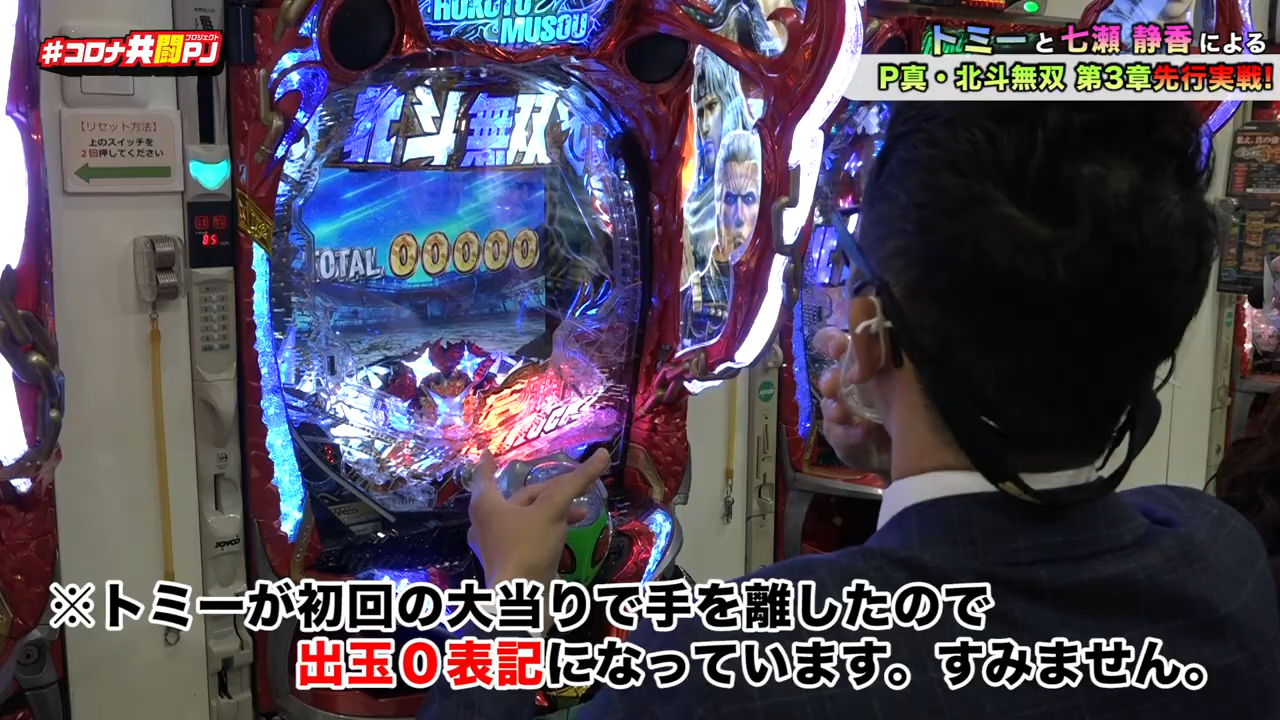 #コロナ共闘PJ
プロジェクト
トミーと七瀬 静香による
P真・北斗無双 第3章先行実戦!
HOKUTO
MUSOU
北斗無双
【リセット方法】
上のスイッチを
2回押してください
85
TOTAL 00000
JOYCO
※トミーが初回の大当りで手を離したので
出玉0表記になっています。すみません。